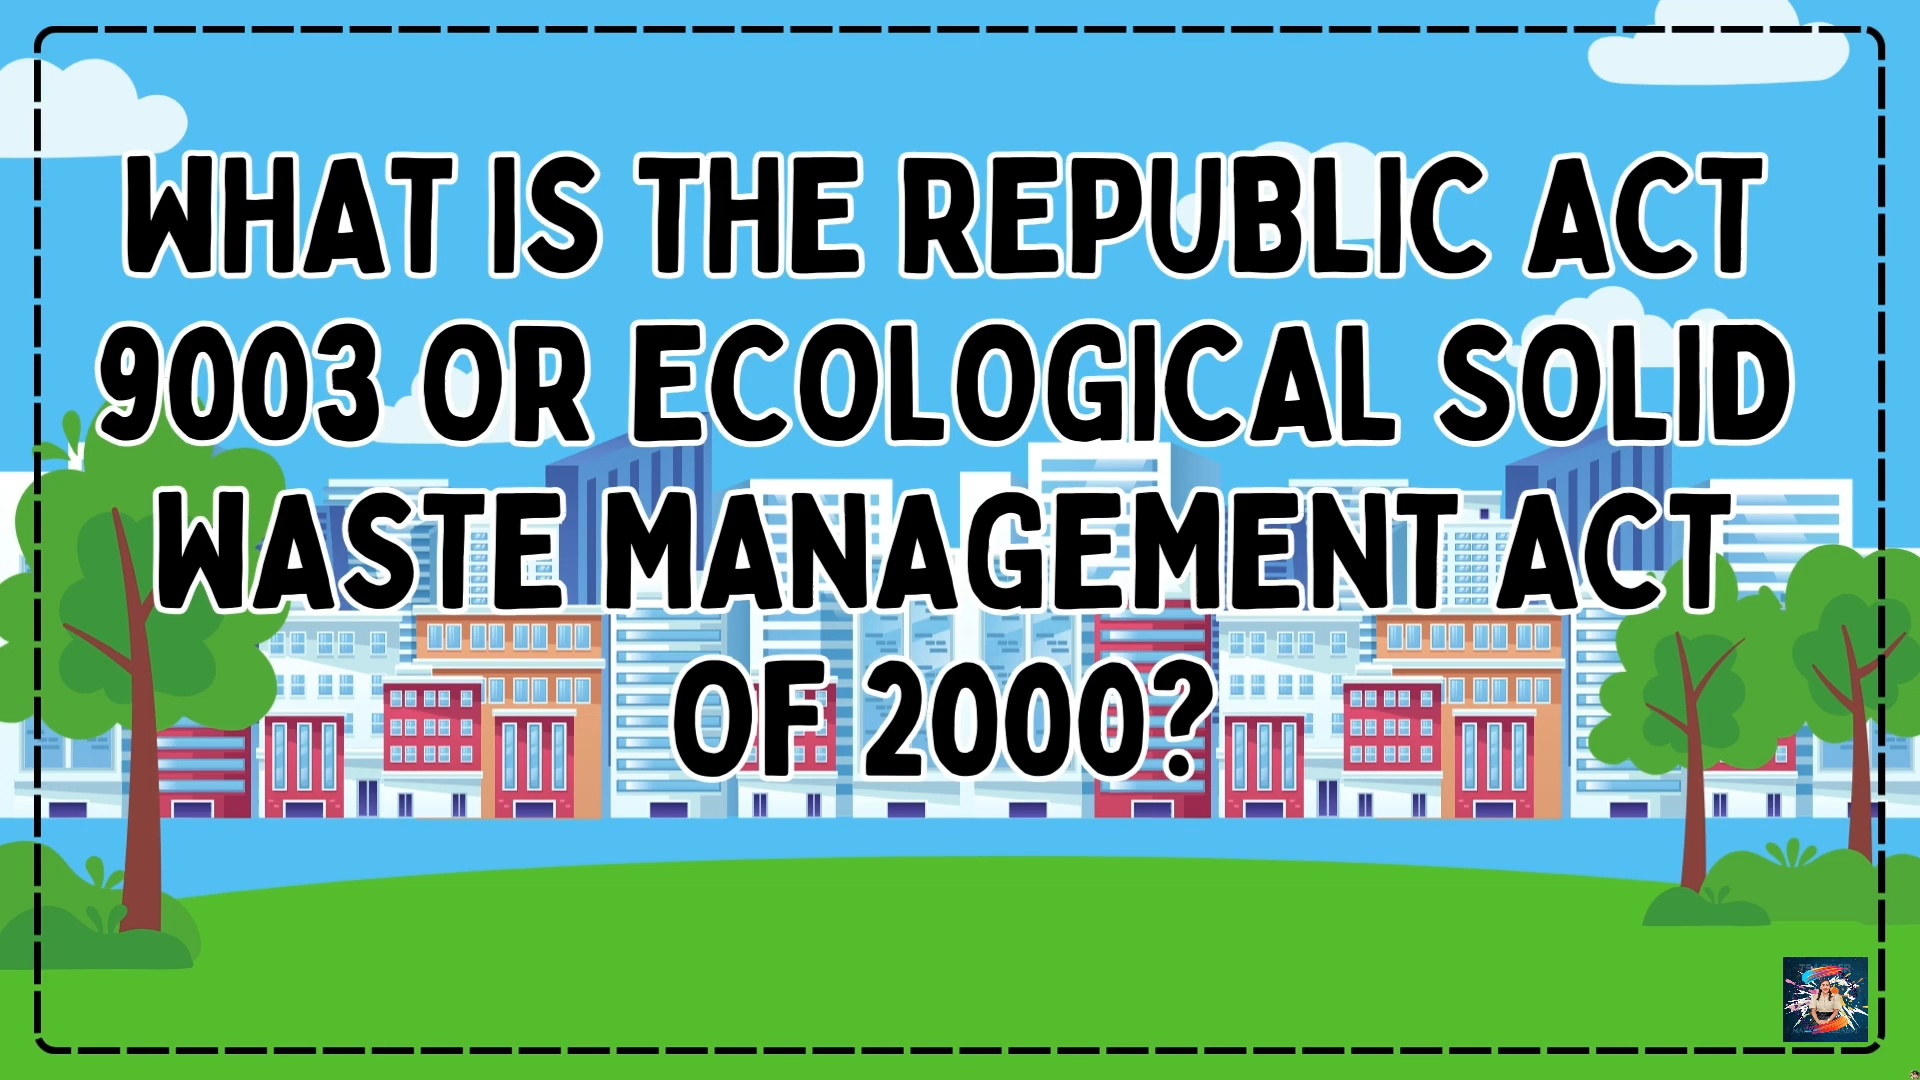 WHAT IS THE REPUBLIC ACT
9003 OR ECOLOGICAL SOLID
WASTE MANAGEMENT ACT
OF 2000?